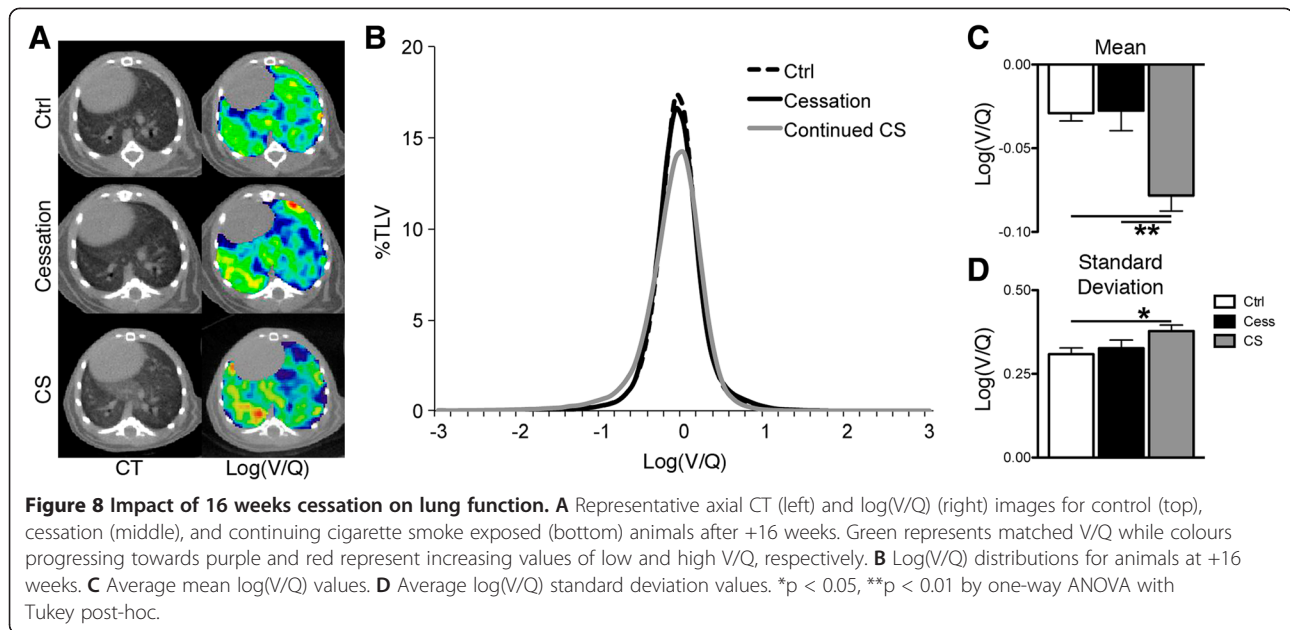 A
Ctrl
Cessation
CS
CT
Log(V/Q)
B
20
15
10
5
0
%TLV
-3
-2
-1
0
1
2
3
Log(V/Q)
Ctrl
Cessation
Continued CS
C
Mean
0.00
-0.05
-0.10
Log(V/Q)
**
D
Standard
Deviation
0.50
0.25
0.00
Log(V/Q)
*
Ctrl
Cess
CS
Figure 8 Impact of 16 weeks cessation on lung function. A Representative axial CT (left) and log(V/Q) (right) images for control (top),
cessation (middle), and continuing cigarette smoke exposed (bottom) animals after +16 weeks. Green represents matched V/Q while colours
progressing towards purple and red represent increasing values of low and high V/Q, respectively. B Log(V/Q) distributions for animals at +16
weeks. C Average mean log(V/Q) values. D Average log(V/Q) standard deviation values. *p < 0.05, **p < 0.01 by one-way ANOVA with
Tukey post-hoc.